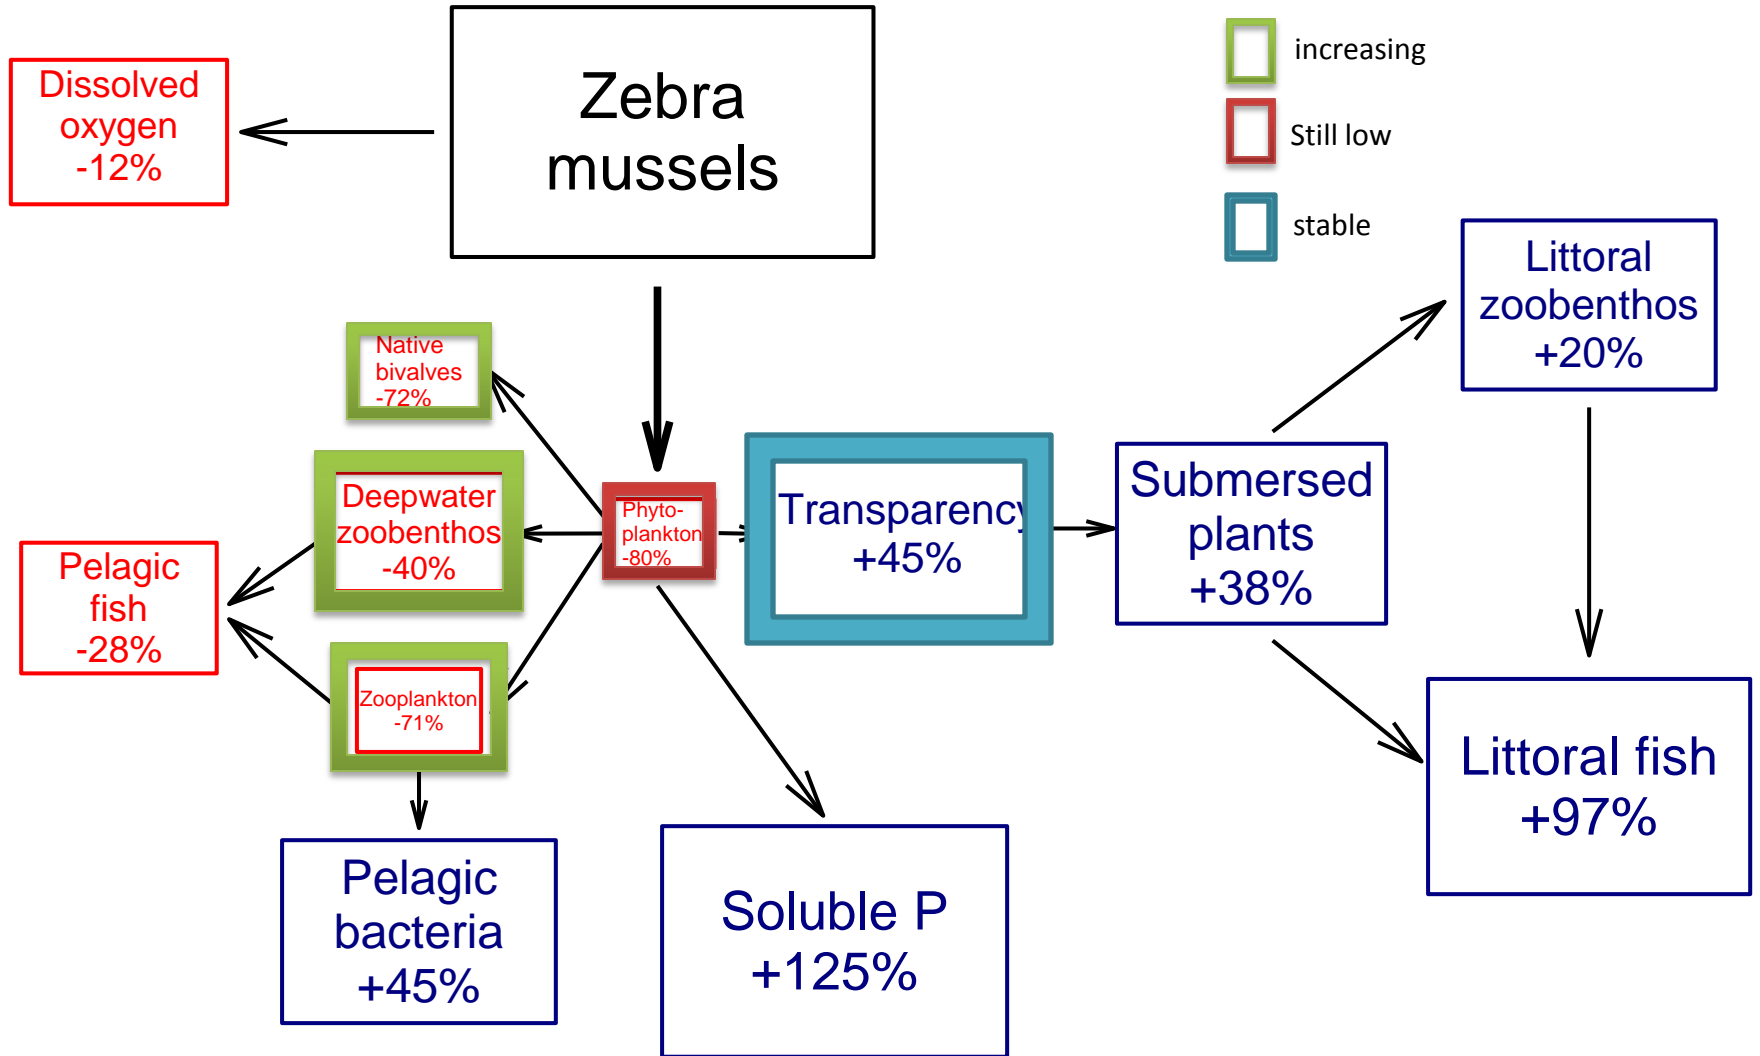 Zebra
mussels
increasing
Still low
stable
Dissolved
oxygen
-12%
Native
bivalves
-72%
Deepwater
zoobenthos
-40%
Pelagic
fish
-28%
Zooplankton
-71%
Phyto-
plankton
-80%
Transparency
+45%
Submersed
plants
+38%
Littoral
zoobenthos
+20%
Littoral fish
+97%
Pelagic
bacteria
+45%
Soluble P
+125%